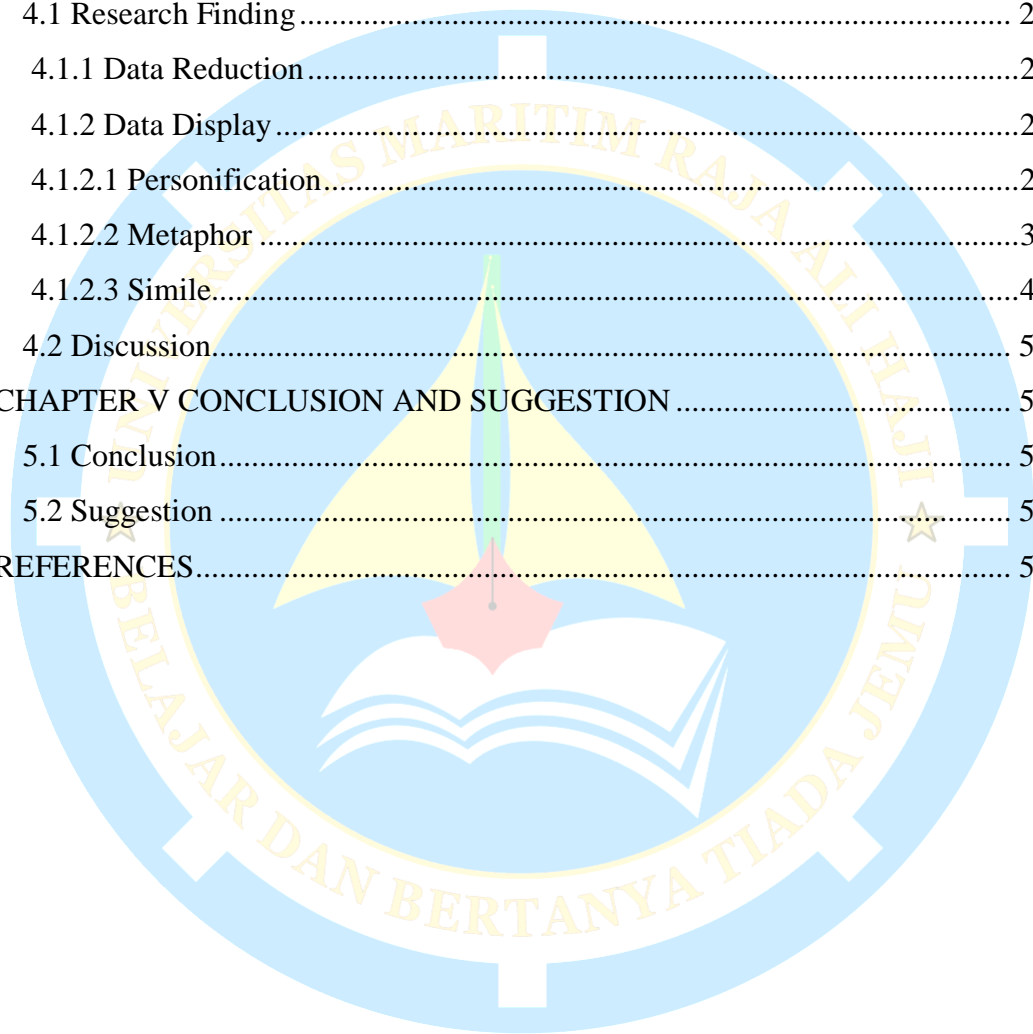 4.1 Research Finding.......... 2
4.1.1 Data Reduction.......... 2
4.1.2 Data Display.......... 2
4.1.2.1 Personification.......... 2
4.1.2.2 Metaphor.......... 3
4.1.2.3 Simile.......... 4
4.2 Discussion.......... 5
CHAPTER V CONCLUSION AND SUGGESTION.......... 5
5.1 Conclusion.......... 5
5.2 Suggestion.......... 5
REFERENCES.......... 5
UNIVERSITAS MARITIM RAJA ALI HAJI
BELAJAR DAN BERTANYA TIADA JEMU